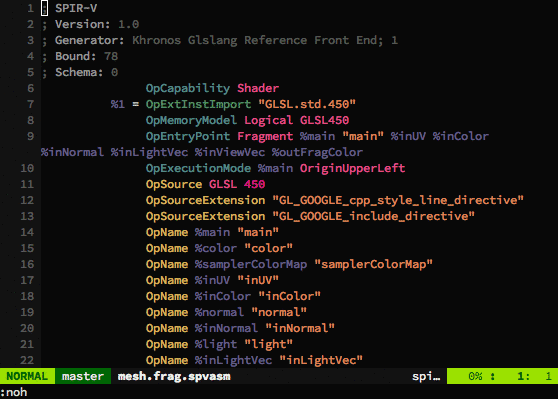 1 ; SPIR-V
2 ; Version: 1.0
3 ; Generator: Khronos Glslang Reference Front End; 1
4 ; Bound: 78
5 ; Schema: 0
6 OpCapability Shader
7 %1 = OpExtInstImport "GLSL.std.450"
8 OpMemoryModel Logical GLSL450
9 OpEntryPoint Fragment %main "main" %inUV %inColor
%inNormal %inLightVec %inViewVec %outFragColor
10 OpExecutionMode %main OriginUpperLeft
11 OpSource GLSL 450
12 OpSourceExtension "GL_GOOGLE_cpp_style_line_directive"
13 OpSourceExtension "GL_GOOGLE_include_directive"
14 OpName %main "main"
15 OpName %color "color"
16 OpName %samplerColorMap "samplerColorMap"
17 OpName %inUV "inUV"
18 OpName %inColor "inColor"
19 OpName %normal "normal"
20 OpName %inNormal "inNormal"
21 OpName %light "light"
22 OpName %inLightVec "inLightVec"
NORMAL master mesh.frag.spvasm spi… 0% : 1: 1
:noh